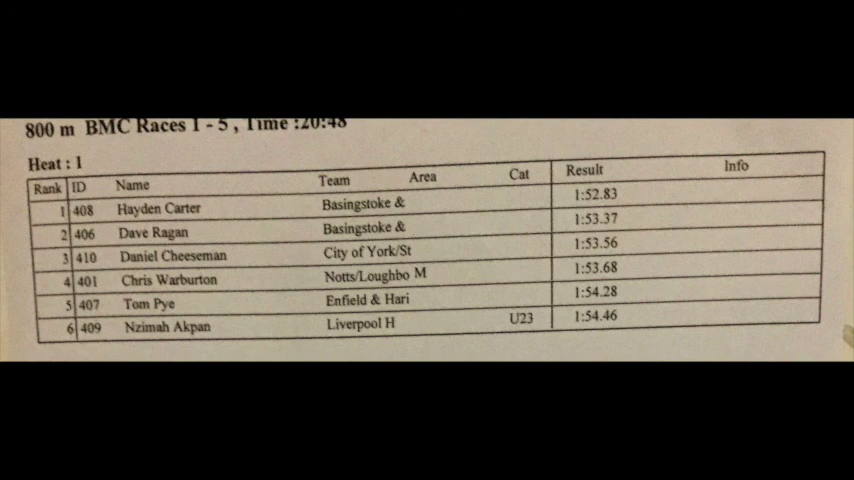 800 m BMC Races 1 - 5 , Time :20:48
Heat : 1
Rank ID Name Team Area Cat Result Info
1 408 Hayden Carter Basingstoke & 1:52.83
2 406 Dave Ragan Basingstoke & 1:53.37
3 410 Daniel Cheeseman City of York/St 1:53.56
4 401 Chris Warburton Notts/Loughbo M 1:53.68
5 407 Tom Pye Enfield & Hari 1:54.28
6 409 Nzimah Akpan Liverpool H U23 1:54.46